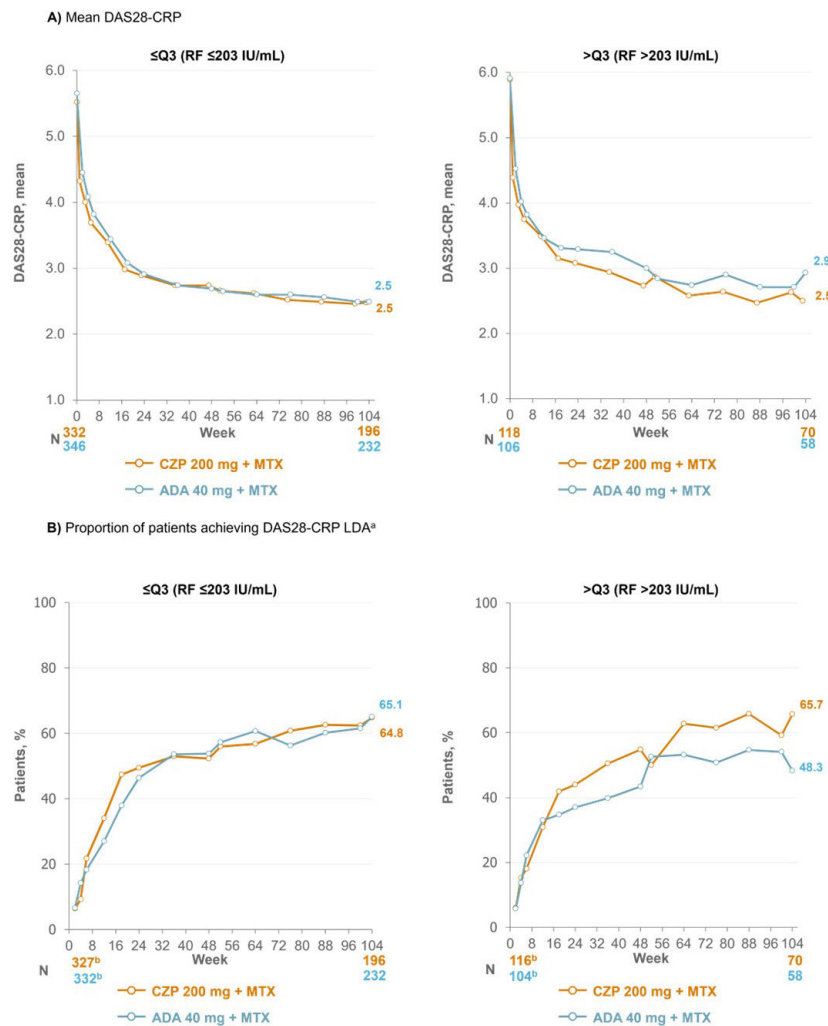 A) Mean DAS28-CRP
≤Q3 (RF ≤203 IU/mL)
DAS28-CRP, mean
6.0
5.0
4.0
3.0
2.0
1.0
2.5
2.5
0 8 16 24 32 40 48 56 64 72 80 88 96 104
Week
N
332
346
196
232
CZP 200 mg + MTX
ADA 40 mg + MTX
>Q3 (RF >203 IU/mL)
DAS28-CRP, mean
6.0
5.0
4.0
3.0
2.0
1.0
2.9
2.5
0 8 16 24 32 40 48 56 64 72 80 88 96 104
Week
N
118
106
70
58
CZP 200 mg + MTX
ADA 40 mg + MTX
B) Proportion of patients achieving DAS28-CRP LDAᵃ
≤Q3 (RF ≤203 IU/mL)
Patients, %
100
80
60
40
20
0
65.1
64.8
0 8 16 24 32 40 48 56 64 72 80 88 96 104
Week
N
327ᵇ
332ᵇ
196
232
CZP 200 mg + MTX
ADA 40 mg + MTX
>Q3 (RF >203 IU/mL)
Patients, %
100
80
60
40
20
0
65.7
48.3
0 8 16 24 32 40 48 56 64 72 80 88 96 104
Week
N
116ᵇ
104ᵇ
70
58
CZP 200 mg + MTX
ADA 40 mg + MTX